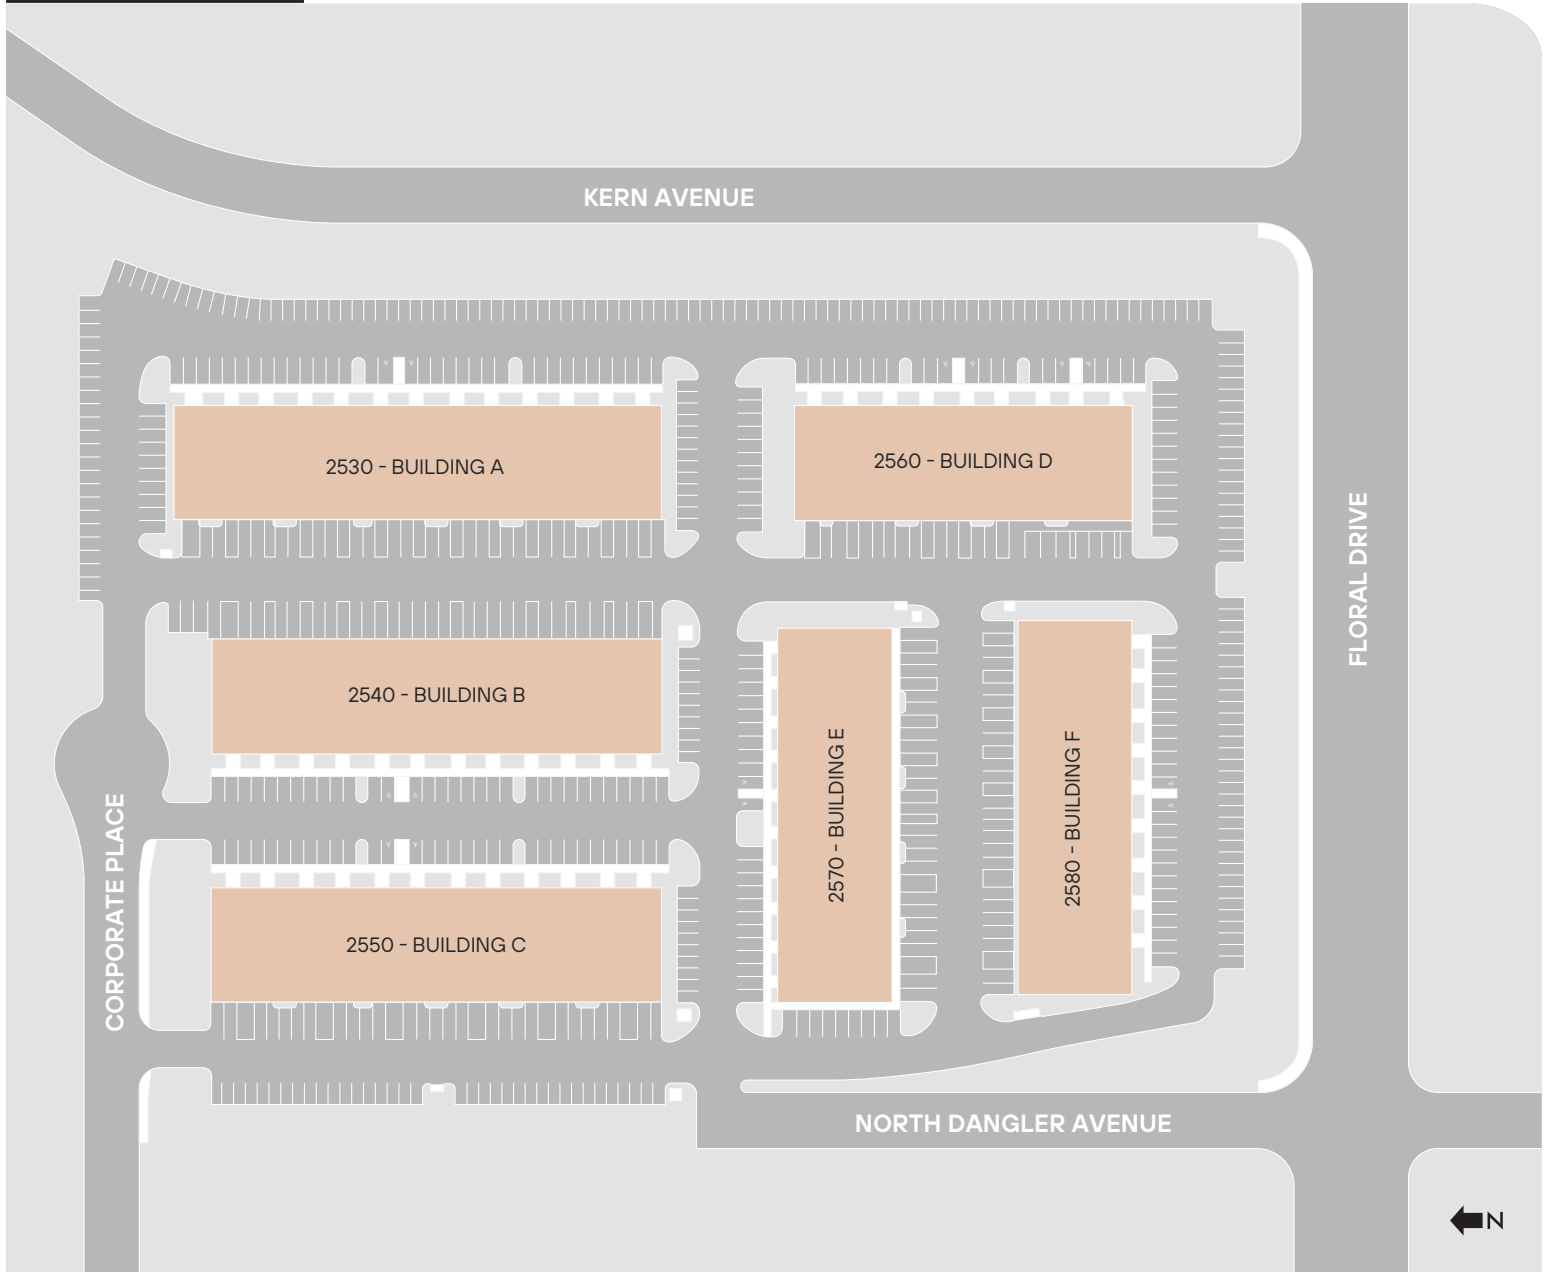 KERN AVENUE
2530 - BUILDING A
2560 - BUILDING D
FLORAL DRIVE
2540 - BUILDING B
2570 - BUILDING E
2580 - BUILDING F
CORPORATE PLACE
2550 - BUILDING C
NORTH DANGLER AVENUE
N